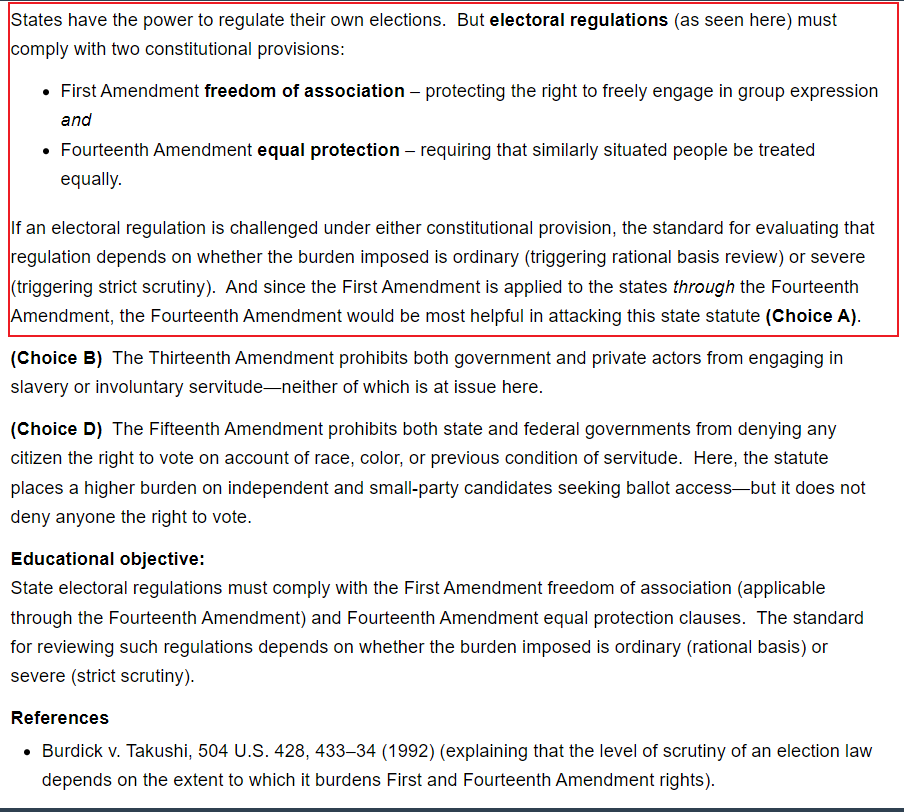 States have the power to regulate their own elections.  But electoral regulations (as seen here) must
comply with two constitutional provisions:
• First Amendment freedom of association – protecting the right to freely engage in group expression
and
• Fourteenth Amendment equal protection – requiring that similarly situated people be treated
equally.
If an electoral regulation is challenged under either constitutional provision, the standard for evaluating that
regulation depends on whether the burden imposed is ordinary (triggering rational basis review) or severe
(triggering strict scrutiny).  And since the First Amendment is applied to the states through the Fourteenth
Amendment, the Fourteenth Amendment would be most helpful in attacking this state statute (Choice A).
(Choice B)  The Thirteenth Amendment prohibits both government and private actors from engaging in
slavery or involuntary servitude—neither of which is at issue here.
(Choice D)  The Fifteenth Amendment prohibits both state and federal governments from denying any
citizen the right to vote on account of race, color, or previous condition of servitude.  Here, the statute
places a higher burden on independent and small-party candidates seeking ballot access—but it does not
deny anyone the right to vote.
Educational objective:
State electoral regulations must comply with the First Amendment freedom of association (applicable
through the Fourteenth Amendment) and Fourteenth Amendment equal protection clauses.  The standard
for reviewing such regulations depends on whether the burden imposed is ordinary (rational basis) or
severe (strict scrutiny).
References
• Burdick v. Takushi, 504 U.S. 428, 433–34 (1992) (explaining that the level of scrutiny of an election law
depends on the extent to which it burdens First and Fourteenth Amendment rights).